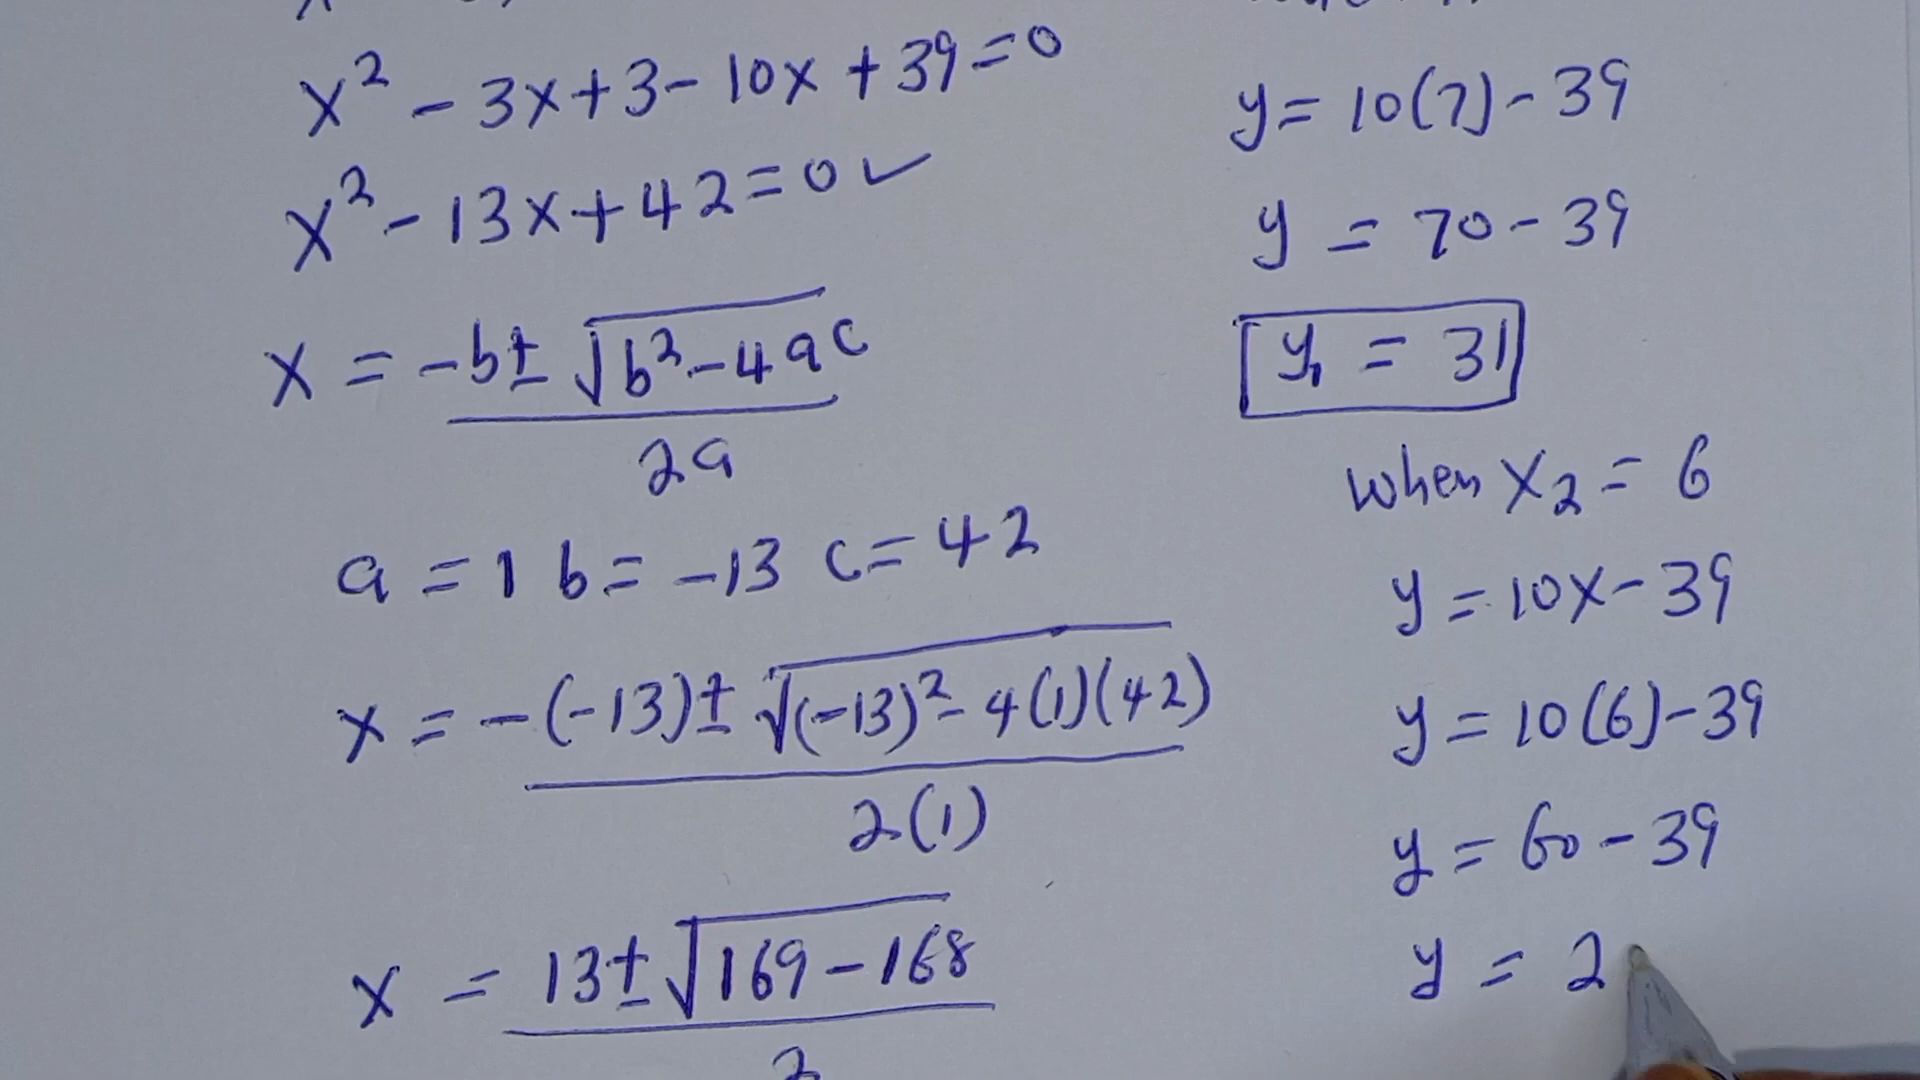 x² - 3x + 3 - 10x + 39 = 0
x² - 13x + 42 = 0 ✓
x = -b ± √b² - 4ac
2a
a = 1 b = -13 c = 42
x = -(-13) ± √(-13)² - 4(1)(42)
2(1)
x = 13 ± √169 - 168
2
y = 10(7) - 39
y = 70 - 39
y₁ = 31
when x₂ = 6
y = 10x - 39
y = 10(6) - 39
y = 60 - 39
y = 2